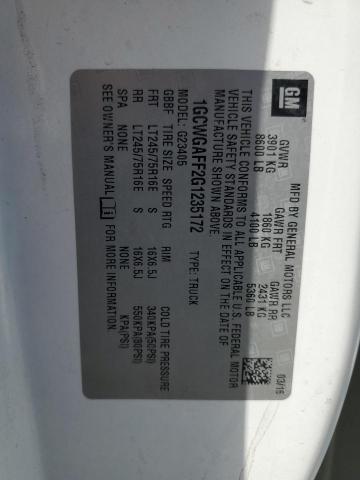 GM
MFD BY GENERAL MOTORS LLC
03/16
GVWR GAWR FRT GAWR RR
3901 KG 1860 KG 2431 KG
8600 LB 4100 LB 5360 LB
THIS VEHICLE CONFORMS TO ALL APPLICABLE U.S. FEDERAL MOTOR
VEHICLE SAFETY STANDARDS IN EFFECT ON THE DATE OF
MANUFACTURE SHOWN ABOVE.
1GCWGAFF2G1235172 TYPE: TRUCK
G23405
GBBF TIRE SIZE SPEED RTG RIM COLD TIRE PRESSURE
FRT LT245/75R16E S 16X6.5J 340KPA(50PSI)
RR LT245/75R16E S 16X6.5J 550KPA(80PSI)
SPA NONE NONE KPA(PSI)
SEE OWNER'S MANUAL FOR MORE INFORMATION.